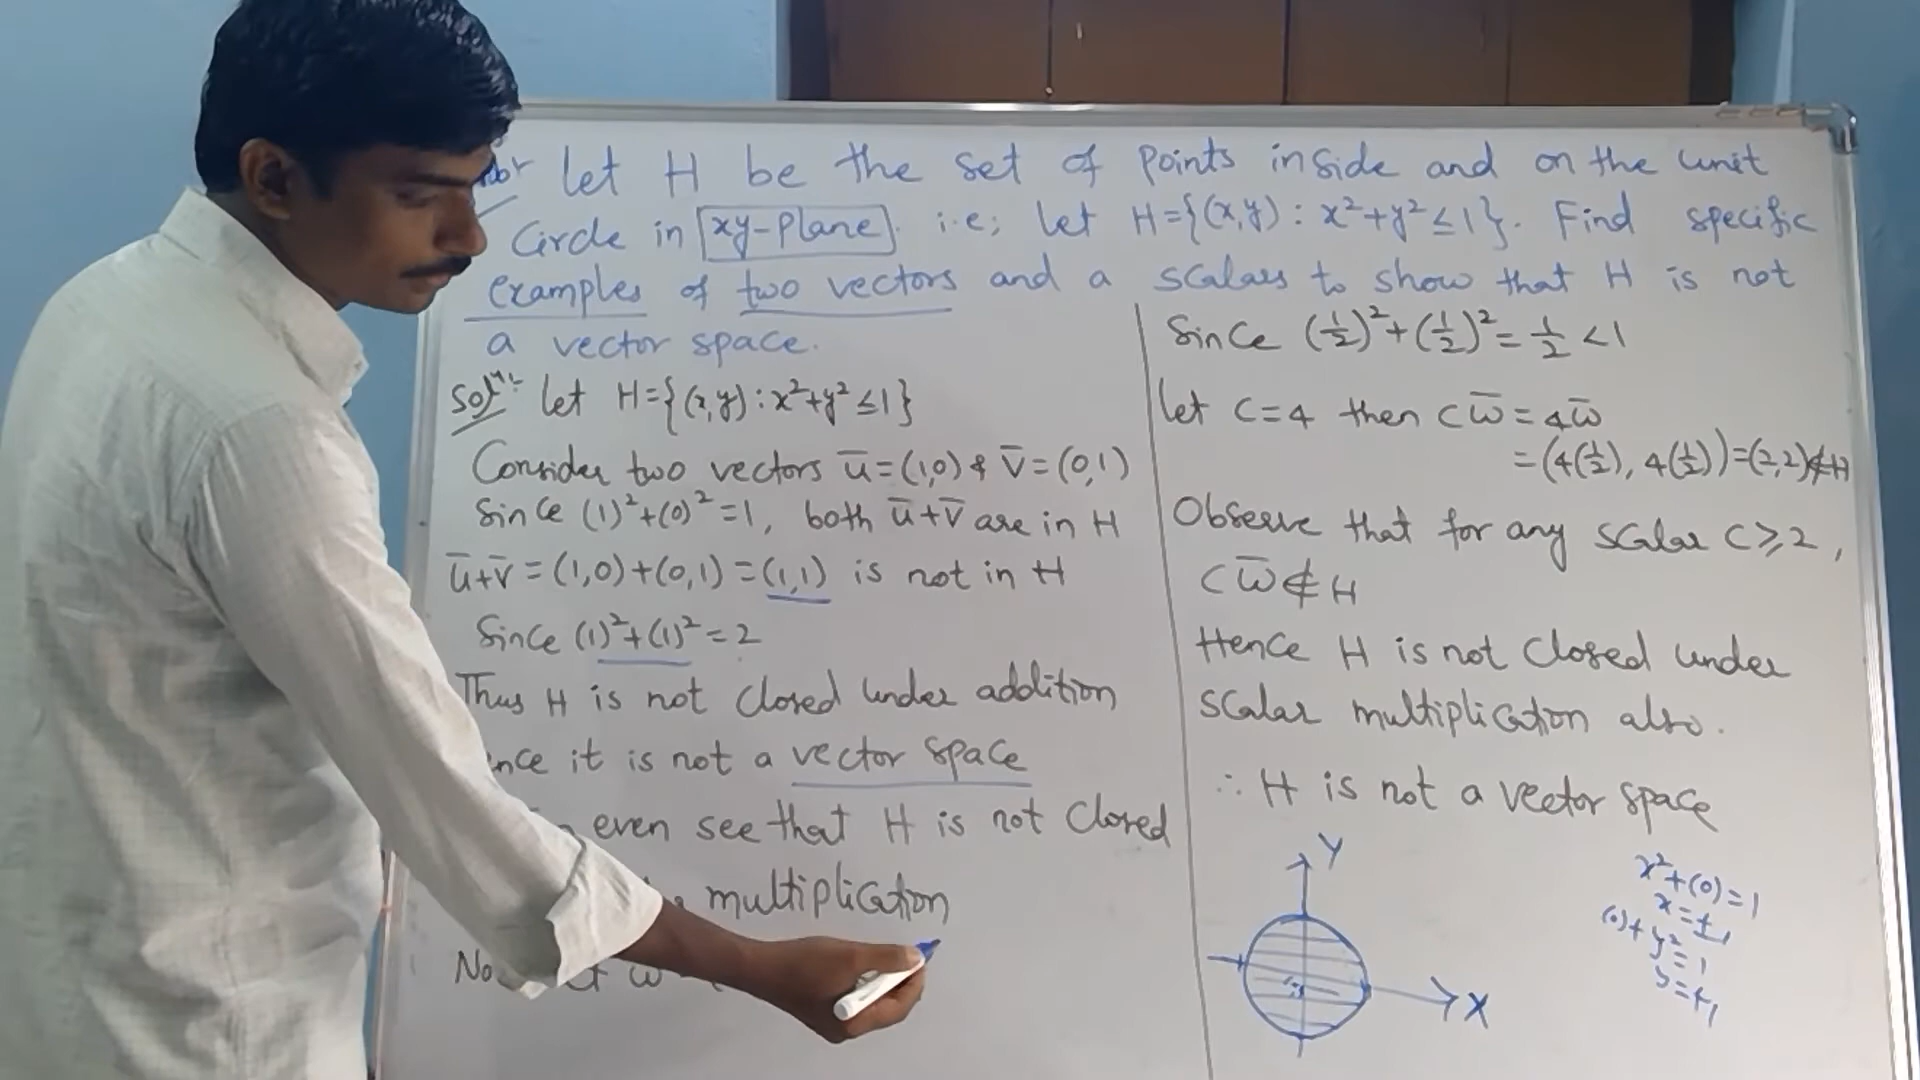 let H be the set of Points inside and on the unit
Circle in xy-Plane. i.e; let H={(x,y) : x²+y²≤1}. Find specific
examples of two vectors and a scalars to show that H is not
a vector space.
Solⁿ:- let H={(x,y):x²+y²≤1}
Consider two vectors ū=(1,0) & v̄=(0,1)
Since (1)²+(0)²=1, both ū+v̄ are in H
ū+v̄=(1,0)+(0,1)=(1,1) is not in H
Since (1)²+(1)²=2
Thus H is not closed under addition
it is not a vector space
even see that H is not closed
multiplication
Since (1/2)²+(1/2)²=1/2<1
let C=4 then Cω̄=4ω̄
=(4(1/2), 4(1/2))=(2,2)∉H
Observe that for any scalar C≥2,
Cω̄∉H
Hence H is not closed under
scalar multiplication also.
∴ H is not a vector space
Y
X
x²+(0)=1
x=±1
(0)+y²=1
y=±1